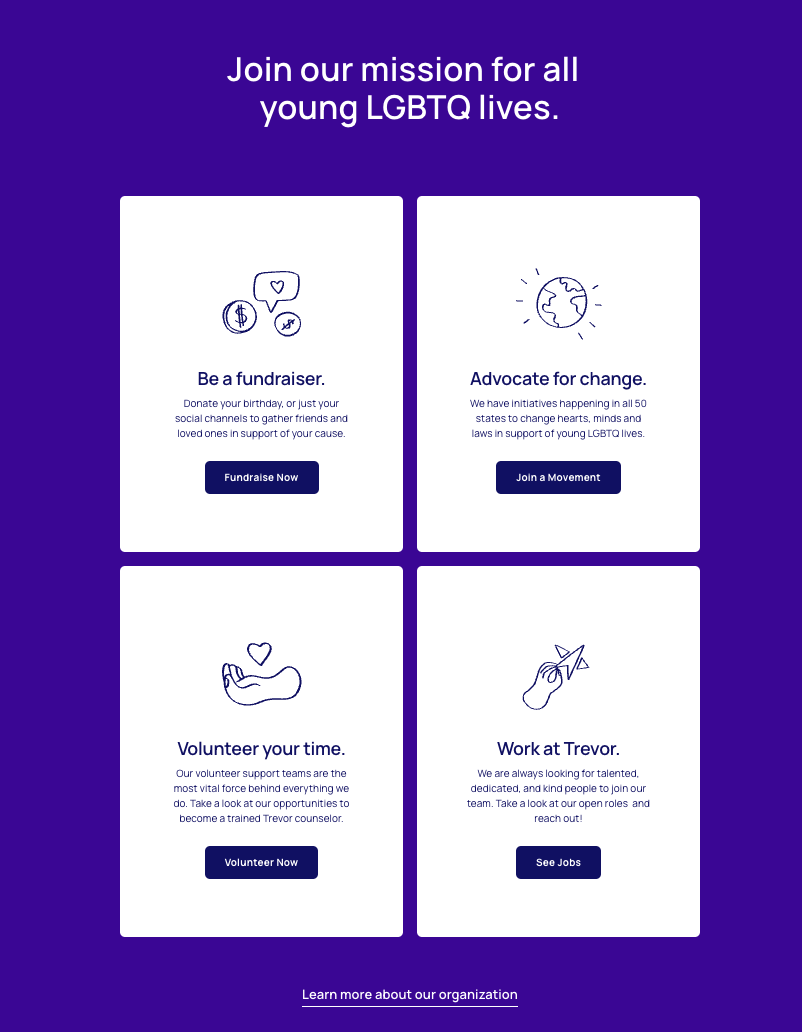 Join our mission for all
young LGBTQ lives.
$
$
Be a fundraiser.
Donate your birthday, or just your
social channels to gather friends and
loved ones in support of your cause.
Fundraise Now
Advocate for change.
We have initiatives happening in all 50
states to change hearts, minds and
laws in support of young LGBTQ lives.
Join a Movement
Volunteer your time.
Our volunteer support teams are the
most vital force behind everything we
do. Take a look at our opportunities to
become a trained Trevor counselor.
Volunteer Now
Work at Trevor.
We are always looking for talented,
dedicated, and kind people to join our
team. Take a look at our open roles  and
reach out!
See Jobs
Learn more about our organization